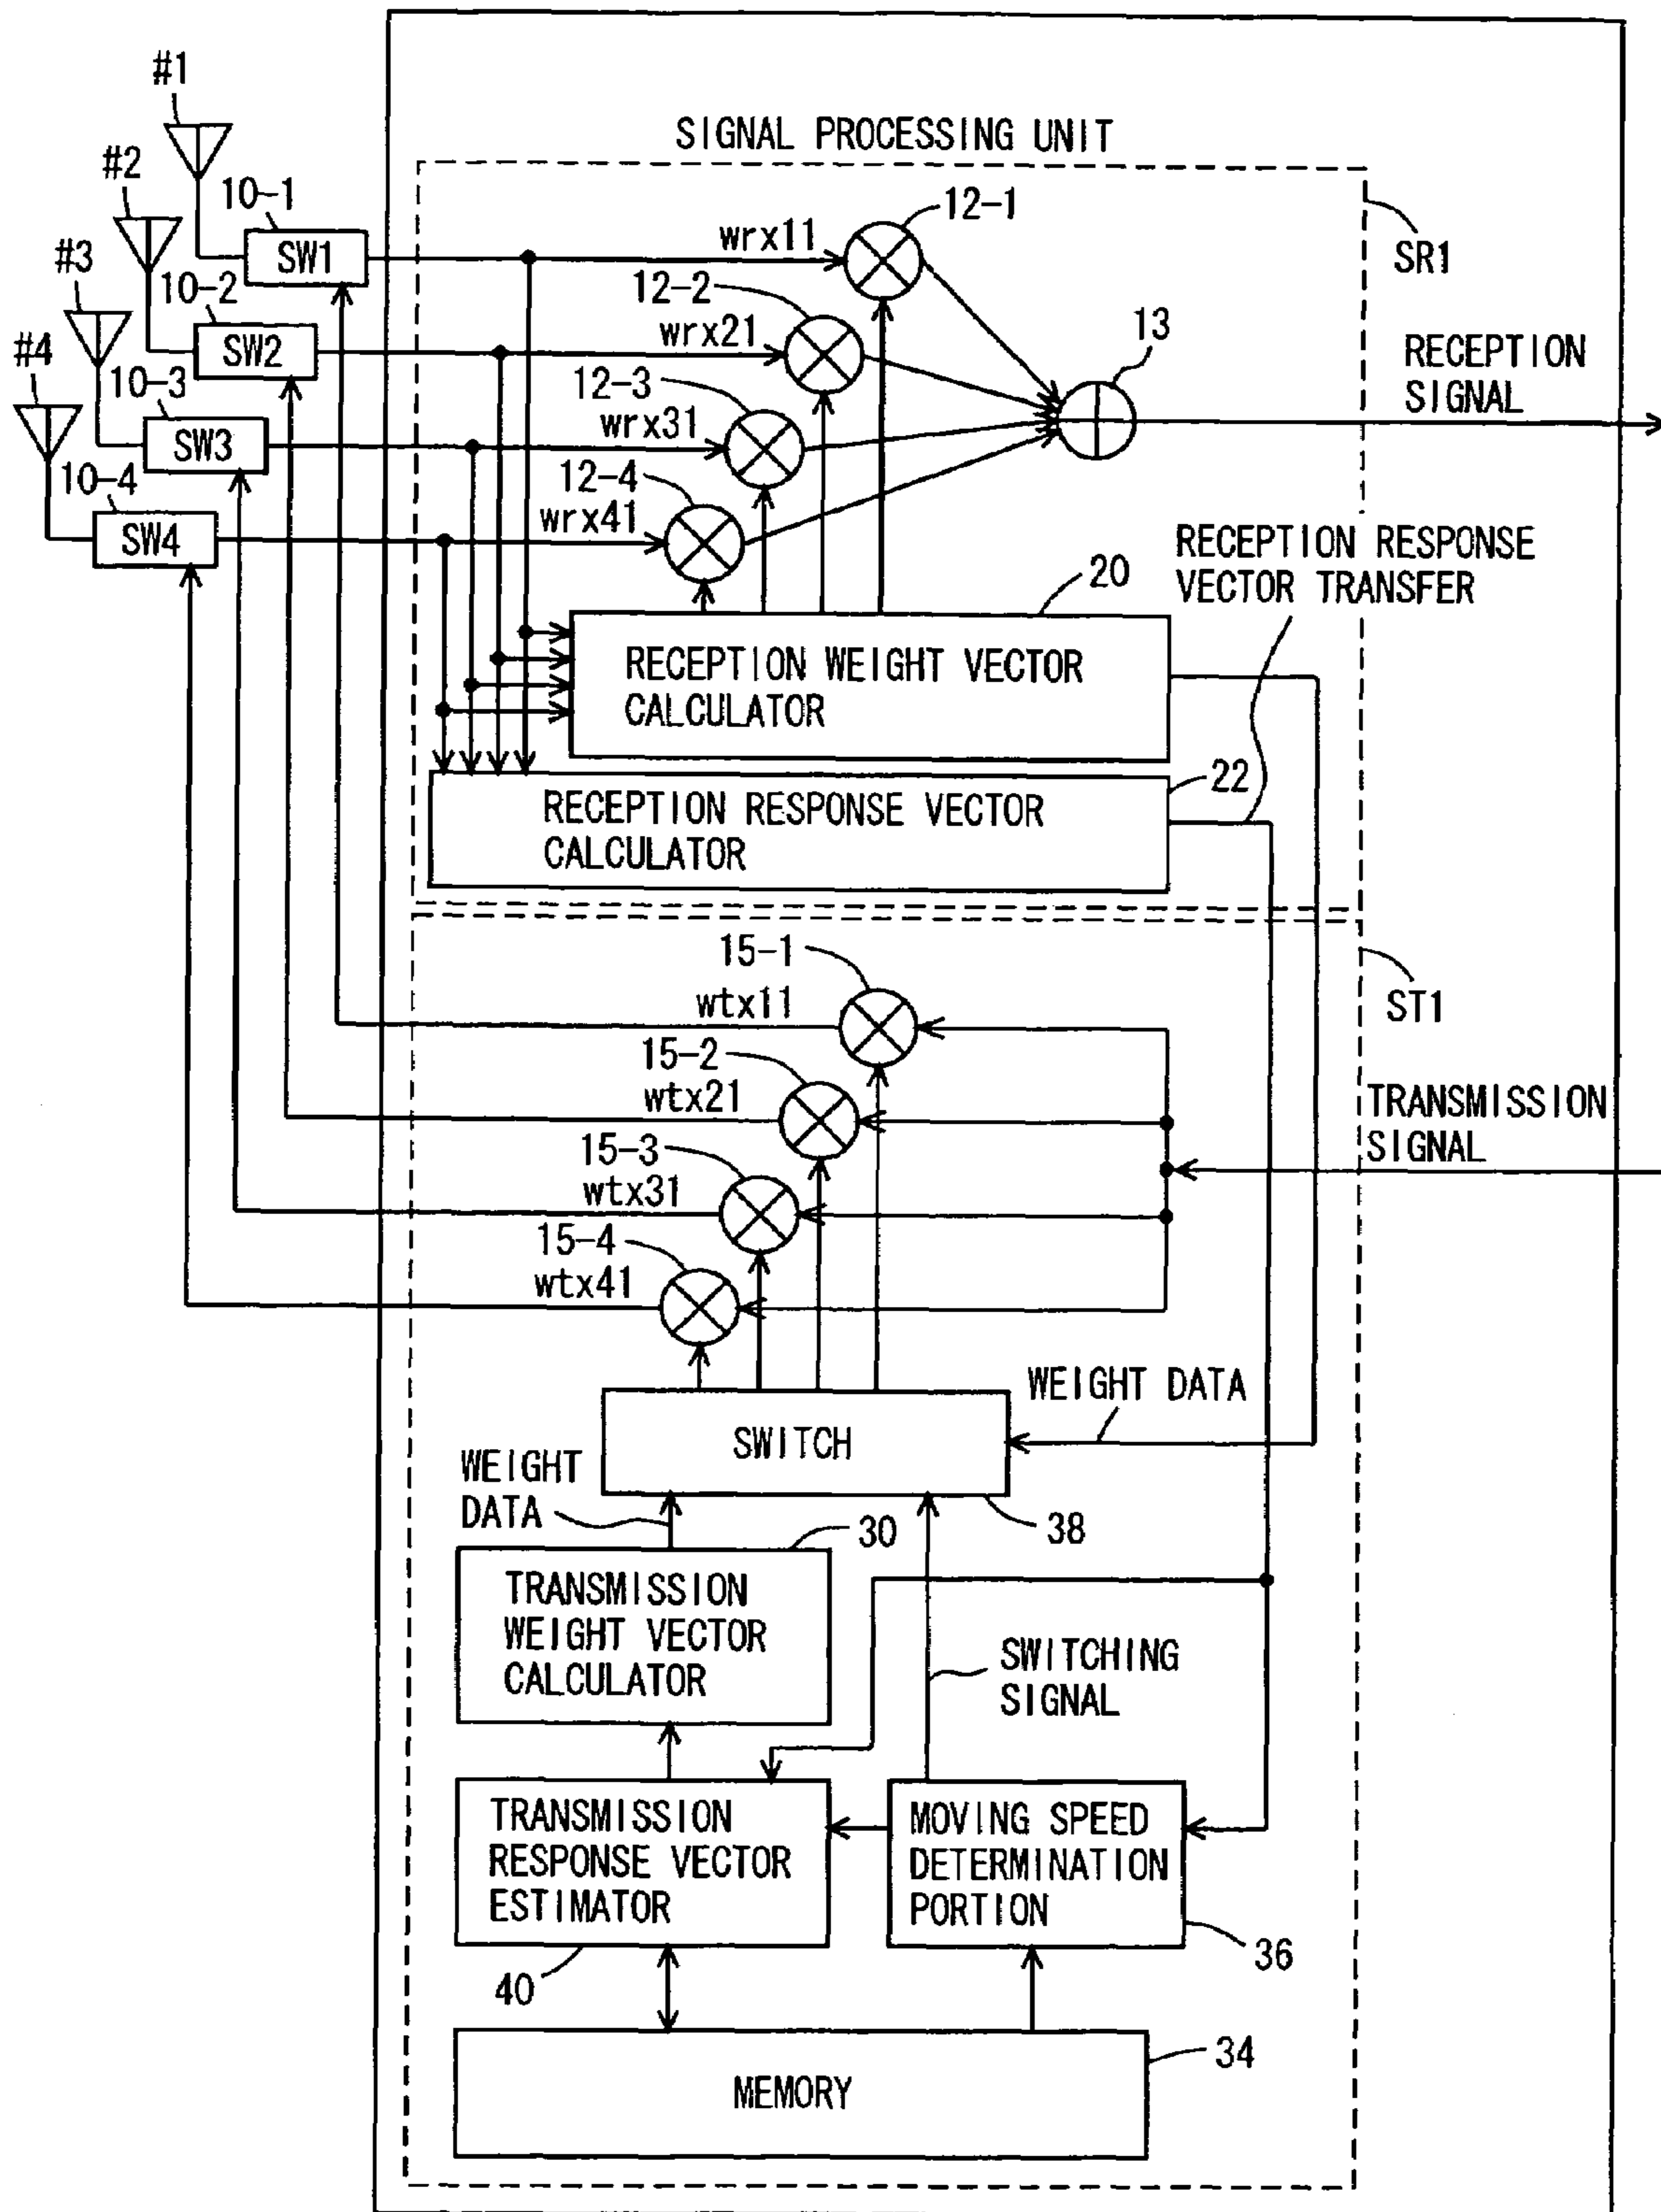 #1
SIGNAL PROCESSING UNIT
#2
10-1
12-1
SW1
wrx11
SR1
#3
10-2
12-2
SW2
wrx21
13
RECEPTION
SIGNAL
#4
10-3
12-3
SW3
wrx31
10-4
12-4
SW4
wrx41
RECEPTION RESPONSE
VECTOR TRANSFER
20
RECEPTION WEIGHT VECTOR
CALCULATOR
22
RECEPTION RESPONSE VECTOR
CALCULATOR
15-1
wtx11
ST1
15-2
wtx21
TRANSMISSION
SIGNAL
15-3
wtx31
15-4
wtx41
WEIGHT DATA
SWITCH
WEIGHT
DATA
38
30
TRANSMISSION
WEIGHT VECTOR
CALCULATOR
SWITCHING
SIGNAL
TRANSMISSION
RESPONSE VECTOR
ESTIMATOR
MOVING SPEED
DETERMINATION
PORTION
36
40
34
MEMORY